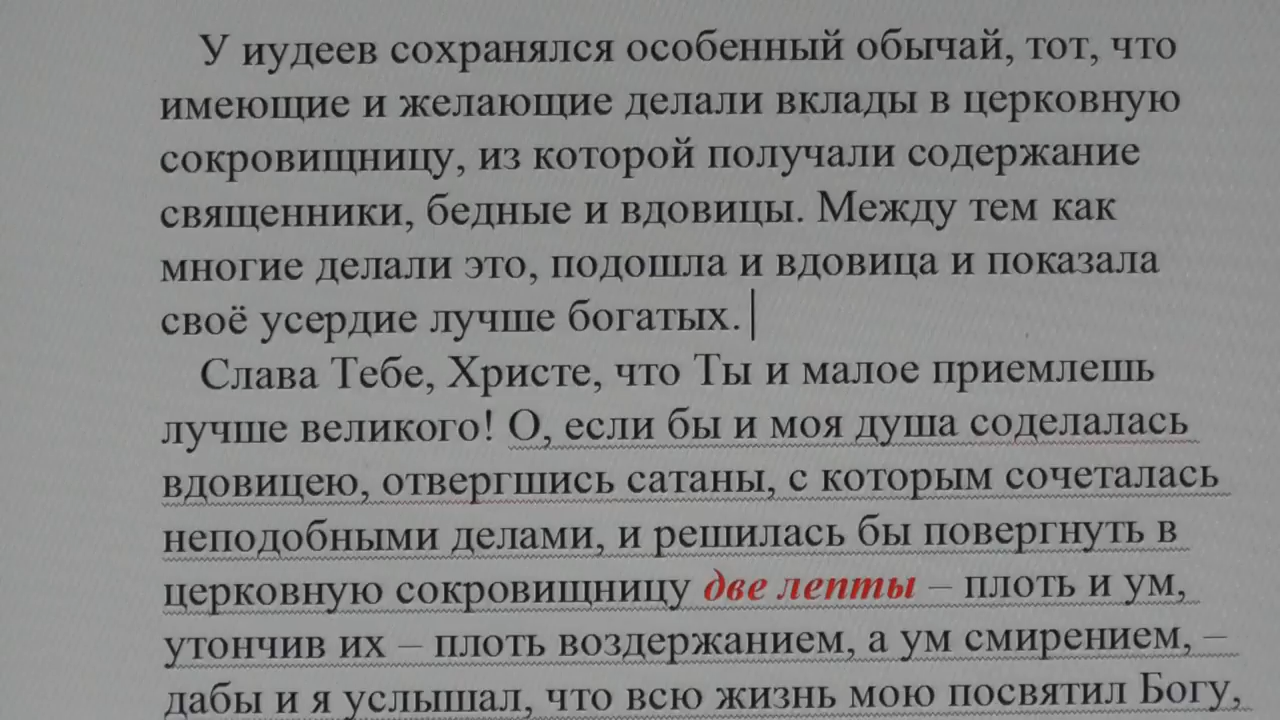 У иудеев сохранялся особенный обычай, тот, что
имеющие и желающие делали вклады в церковную
сокровищницу, из которой получали содержание
священники, бедные и вдовицы. Между тем как
многие делали это, подошла и вдовица и показала
своё усердие лучше богатых.
Слава Тебе, Христе, что Ты и малое приемлешь
лучше великого! О, если бы и моя душа соделалась
вдовицею, отвергшись сатаны, с которым сочеталась
неподобными делами, и решилась бы повергнуть в
церковную сокровищницу две лепты – плоть и ум,
утончив их – плоть воздержанием, а ум смирением, –
дабы и я услышал, что всю жизнь мою посвятил Богу,